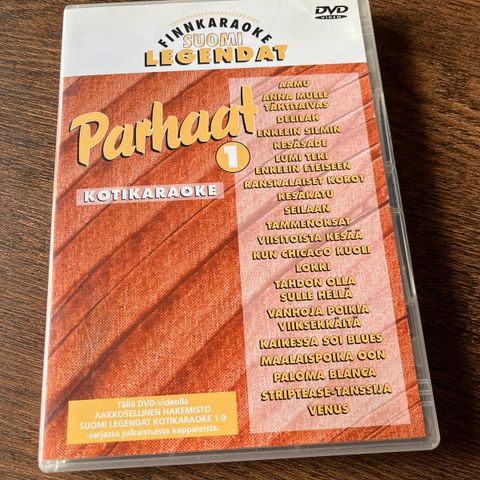 FINNKARAOKE
SUOMI
LEGENDAT
DVD
VIDEO
Parhaat
1
KOTIKARAOKE
AAMU
ANNA MULLE
TÄHTITAIVAS
DELILAH
ENKELIN SILMIN
KESÄSADE
LUMI TEKI
ENKELIN ETEISEEN
RANSKALAISET KOROT
KESÄKATU
SEILAAN
TAMMENOKSAT
VIISITOISTA KESÄÄ
KUN CHICAGO KUOLI
LOKKI
TAHDON OLLA
SULLE HELLÄ
VANHOJA POIKIA
VIIKSEKKÄITÄ
KAIKESSA SOI BLUES
MAALAISPOIKA OON
PALOMA BLANCA
STRIPTEASE-TANSSIJA
VENUS
Tällä DVD-videolla
AAKKOSELLINEN HAKEMISTO
SUOMI LEGENDAT KOTIKARAOKE 1-9
-sarjassa julkaistuista kappaleista.